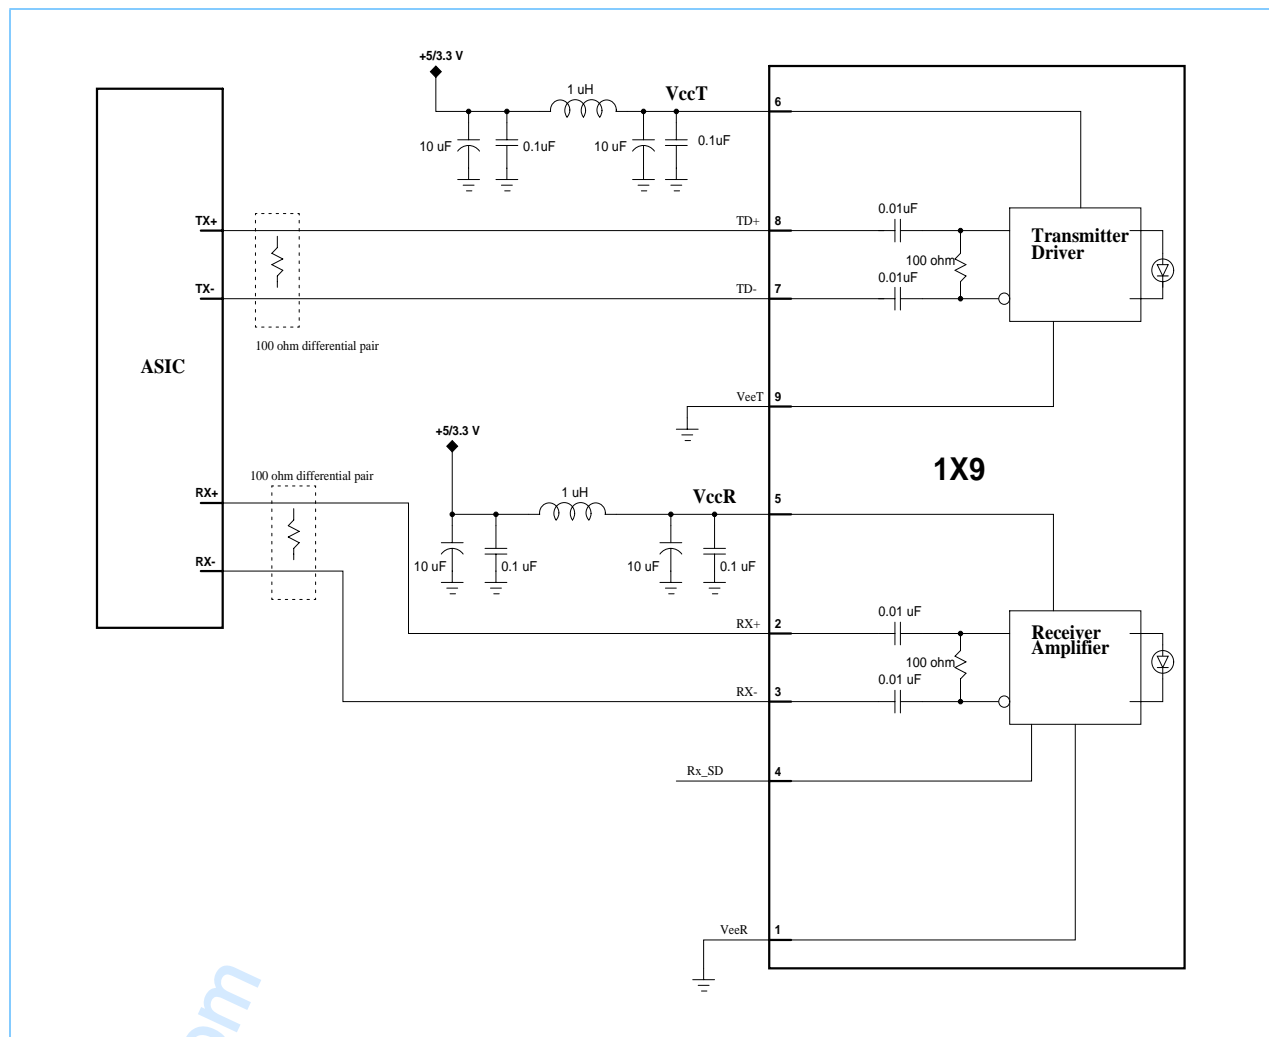 +5/3.3 V
1 uH
VccT
6
10 uF
0.1uF
10 uF
0.1uF
TX+
TD+
8
0.01uF
Transmitter
Driver
100 ohm
TX-
TD-
7
0.01uF
100 ohm differential pair
ASIC
VeeT
9
+5/3.3 V
1X9
100 ohm differential pair
RX+
1 uH
VccR
5
RX-
10 uF
0.1 uF
10 uF
0.1 uF
RX+
2
0.01 uF
Receiver
Amplifier
100 ohm
RX-
3
0.01 uF
Rx_SD
4
VeeR
1
om